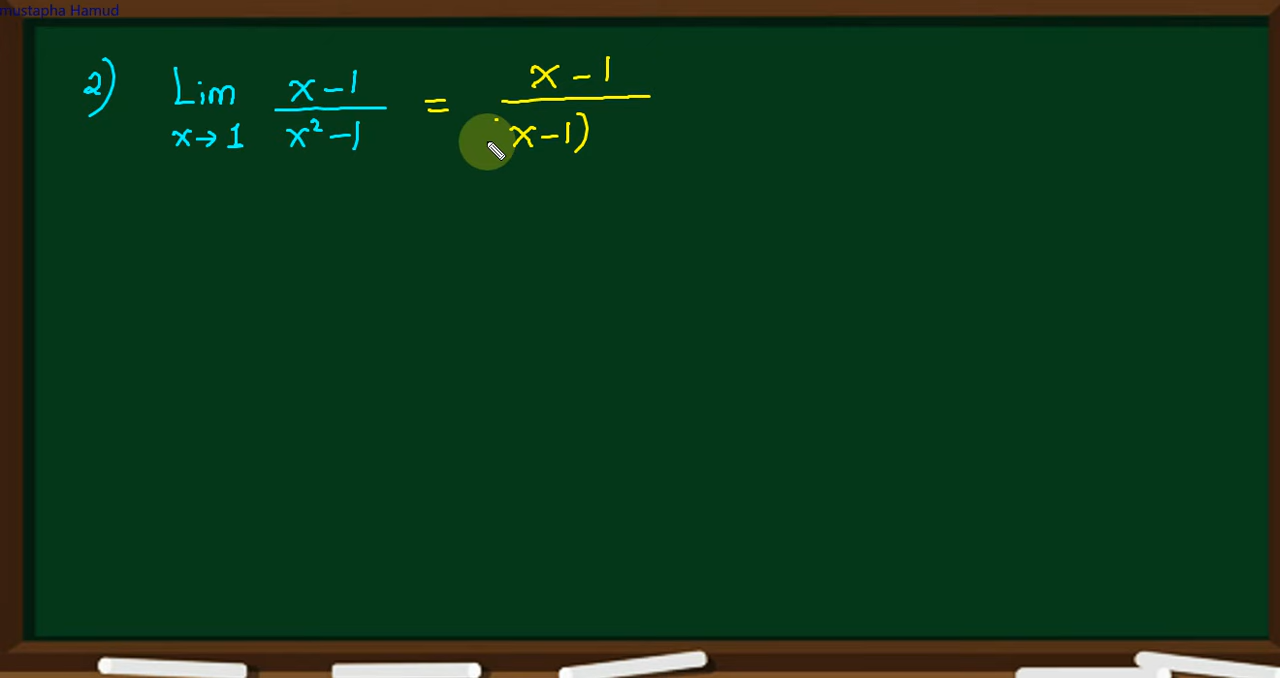 mustapha Hamud
2) Lim x→1 x-1 / x²-1 = x-1 / x-1)